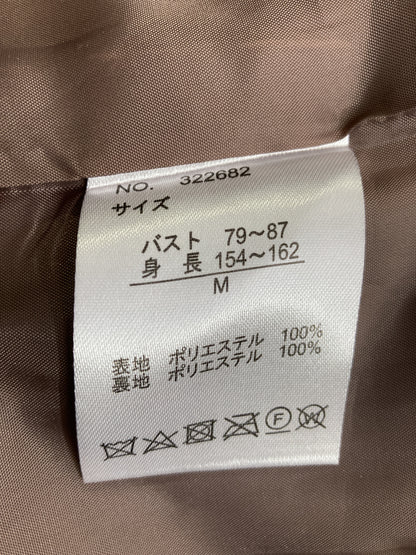 NO. 322682
サイズ
バスト 79～87
身 長 154～162
M
表地 ポリエステル 100%
裏地 ポリエステル 100%
F W